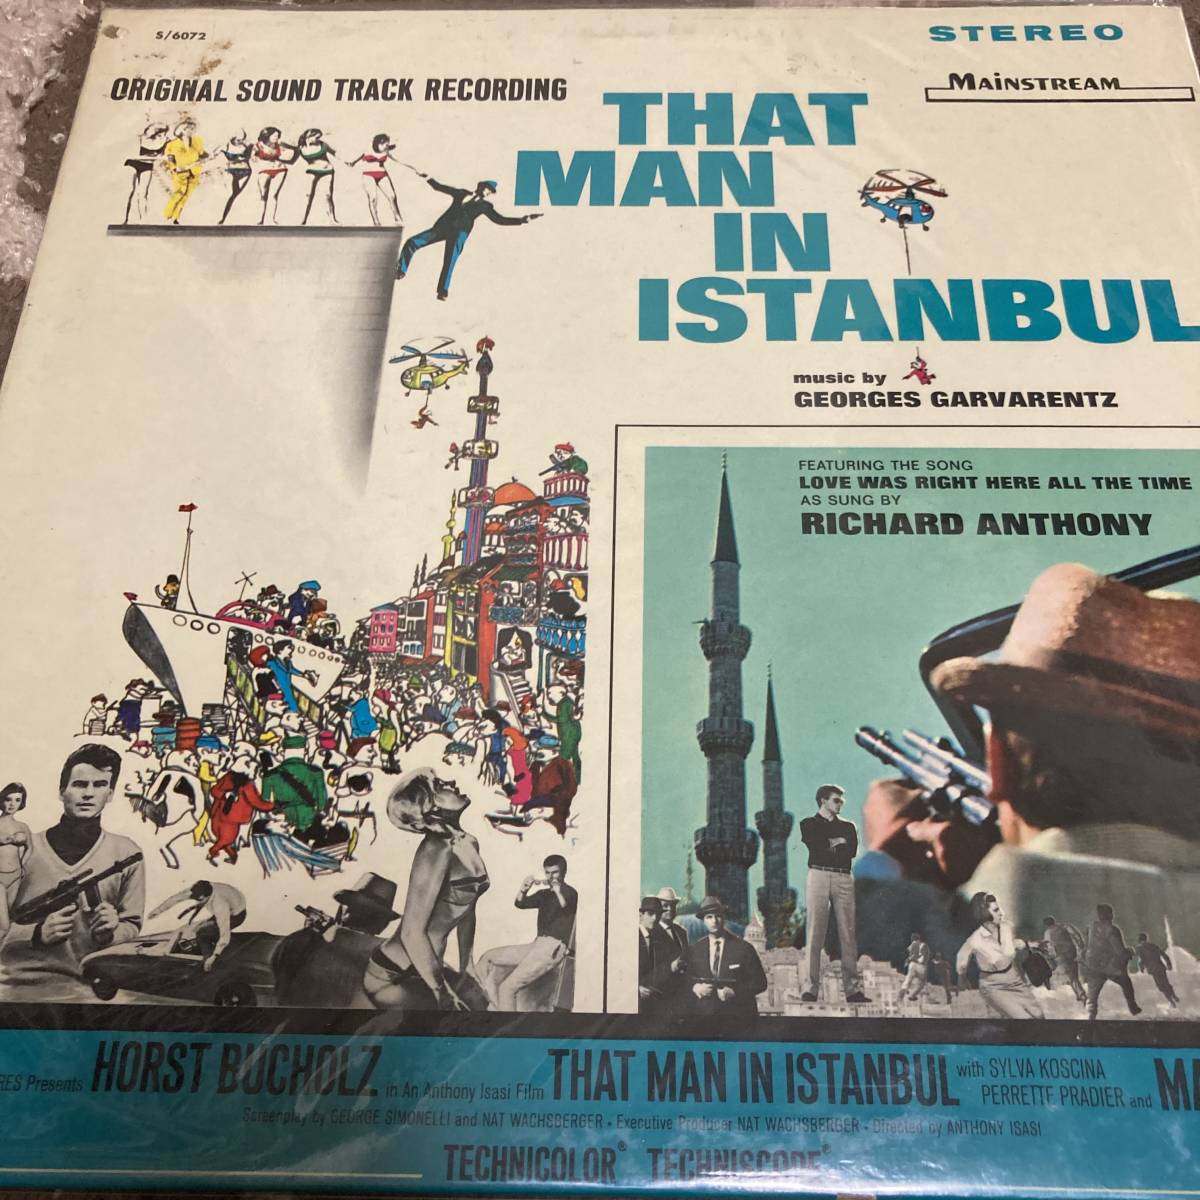 S/6072
STEREO
MAINSTREAM
ORIGINAL SOUND TRACK RECORDING
THAT
MAN
IN
ISTANBUL
music by
GEORGES GARVARENTZ
FEATURING THE SONG
LOVE WAS RIGHT HERE ALL THE TIME
AS SUNG BY
RICHARD ANTHONY
RES Presents HORST BUCHOLZ in An Anthony Isasi Film THAT MAN IN ISTANBUL with SYLVA KOSCINA
PERRETTE PRADIER and
Screenplay by GEORGE SIMONELLI and NAT WACHSBERGER • Executive Producer NAT WACHSBERGER • Directed by ANTHONY ISASI
TECHNICOLOR® TECHNISCOPE®